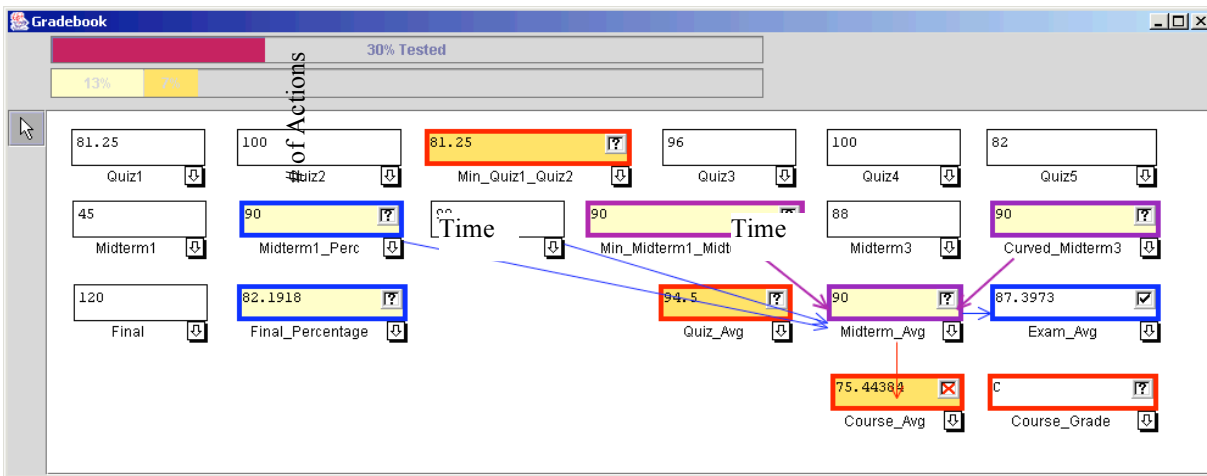 Gradebook
30% Tested
13% 7%
# of Actions
81.25 100 81.25 ? 96 100 82
Quiz1 Quiz2 Min_Quiz1_Quiz2 Quiz3 Quiz4 Quiz5
45 90 ? 90 ? 88 90 ?
Time Time
Midterm1 Midterm1_Perc Min_Midterm1_Midt Midterm3 Curved_Midterm3
120 82.1918 ? 94.5 ? 90 ? 87.3973
Final Final_Percentage Quiz_Avg Midterm_Avg Exam_Avg
75.44384 C ?
Course_Avg Course_Grade